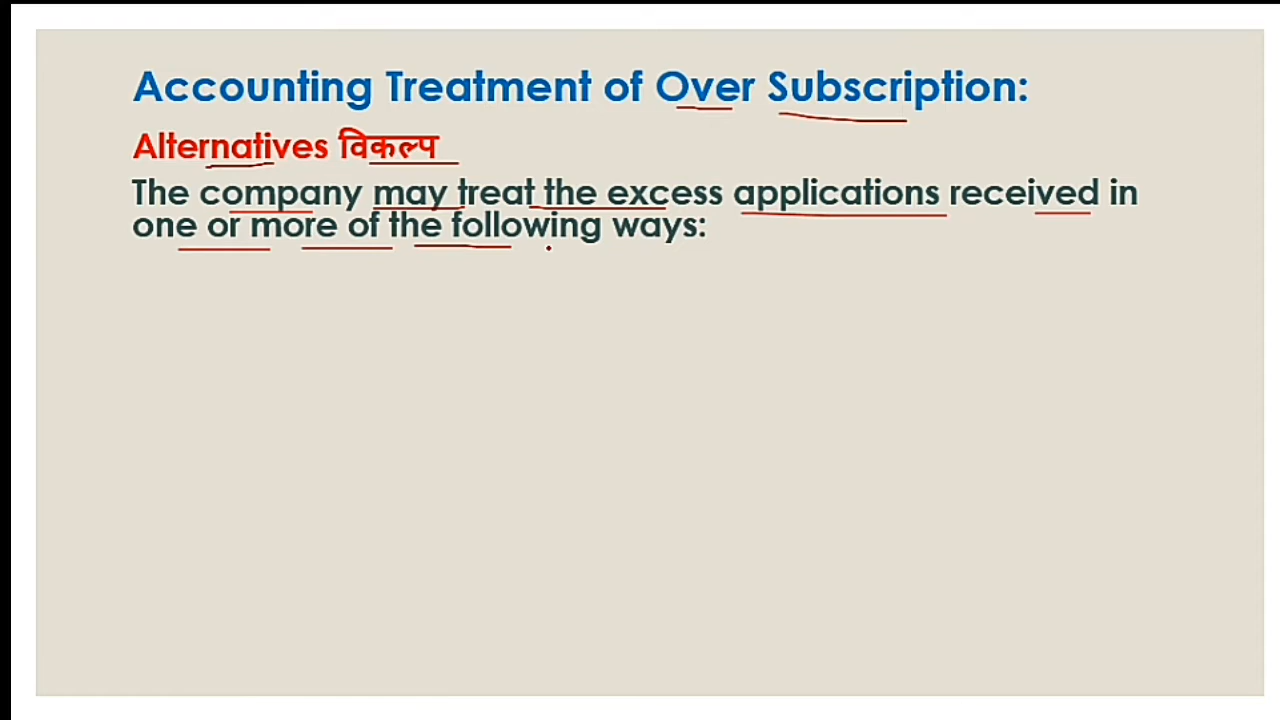 Accounting Treatment of Over Subscription:
Alternatives विकल्प
The company may treat the excess applications received in
one or more of the following ways: